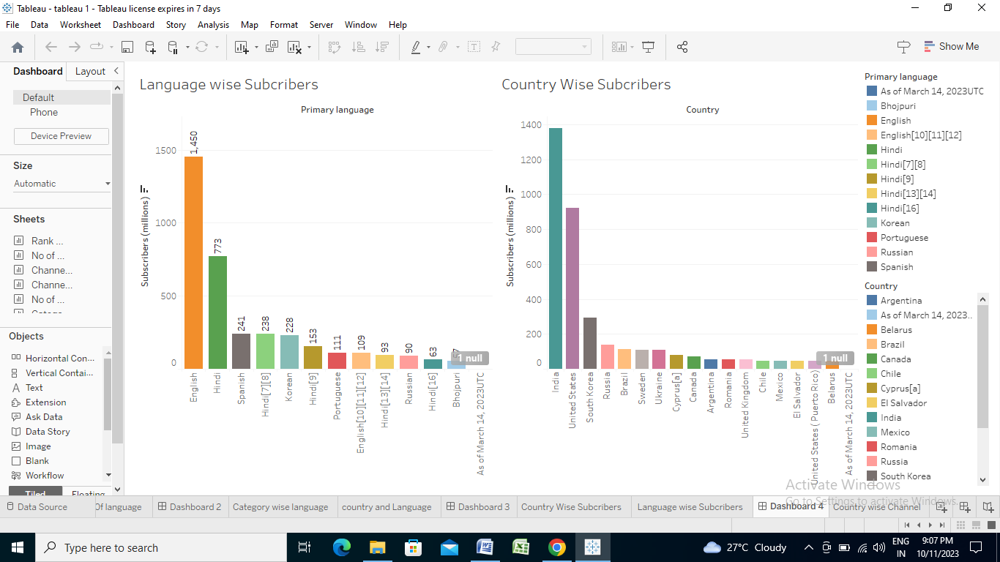 Tableau - tableau 1 - Tableau license expires in 7 days
File Data Worksheet Dashboard Story Analysis Map Format Server Window Help
Show Me
Dashboard Layout
Default
Phone
Device Preview
Size
Automatic
Sheets
Rank ...
No of ...
Channe...
Channe...
No of ...
Objects
Horizontal Con...
Vertical Contai...
Text
Extension
Ask Data
Data Story
Image
Blank
Workflow
Tiled Floating
Language wise Subcribers
Primary language
Subscribers (millions)
1500
1000
500
0
1,450
773
241
238
228
153
111
109
93
90
63
57
1 null
English
Hindi
Spanish
Hindi[7][8]
Korean
Hindi[9]
Portuguese
English[10][11][12]
Hindi[13][14]
Russian
Hindi[16]
Bhojpuri
As of March 14, 2023UTC
Country Wise Subcribers
Country
Subscribers (millions)
1400
1200
1000
800
600
400
200
0
1 null
India
United States
South Korea
Russia
Brazil
Sweden
Ukraine
Cyprus[a]
Canada
Argentina
Romania
United Kingdom
Chile
Mexico
El Salvador
United States ( Puerto Rico)
Belarus
As of March 14, 2023UTC
Primary language
As of March 14, 2023UTC
Bhojpuri
English
English[10][11][12]
Hindi
Hindi[7][8]
Hindi[9]
Hindi[13][14]
Hindi[16]
Korean
Portuguese
Russian
Spanish
Country
Argentina
As of March 14, 2023..
Belarus
Brazil
Canada
Chile
Cyprus[a]
El Salvador
India
Mexico
Romania
Russia
South Korea
Activate Windows
Go to Settings to activate Windows.
Data Source Of language Dashboard 2 Category wise language country and Language Dashboard 3 Country Wise Subcribers Language wise Subcribers Dashboard 4 Country wise Channel
Type here to search
27°C Cloudy
ENG
IN
9:07 PM
10/11/2023